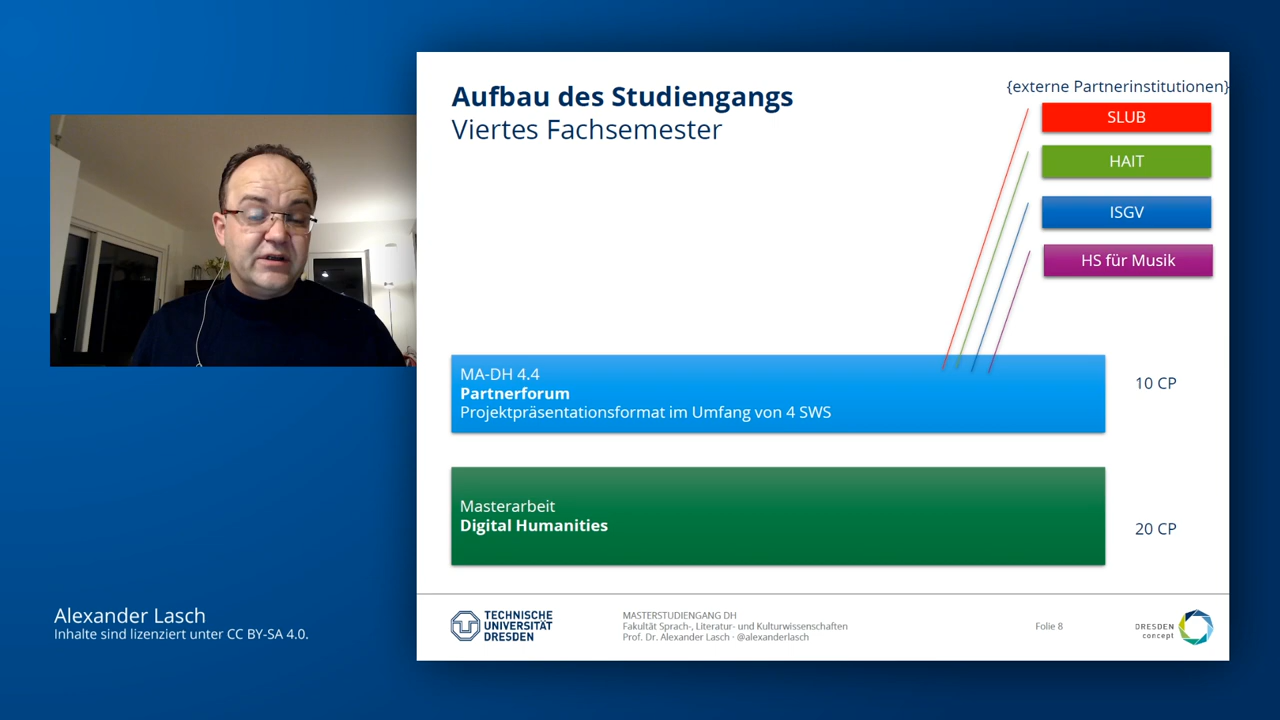 Aufbau des Studiengangs
Viertes Fachsemester
{externe Partnerinstitutionen}
SLUB
HAIT
ISGV
HS für Musik
MA-DH 4.4
Partnerforum
Projektpräsentationsformat im Umfang von 4 SWS
10 CP
Masterarbeit
Digital Humanities
20 CP
Alexander Lasch
Inhalte sind lizenziert unter CC BY-SA 4.0.
TECHNISCHE
UNIVERSITÄT
DRESDEN
MASTERSTUDIENGANG DH
Fakultät Sprach-, Literatur- und Kulturwissenschaften
Prof. Dr. Alexander Lasch · @alexanderlasch
Folie 8
DRESDEN
concept